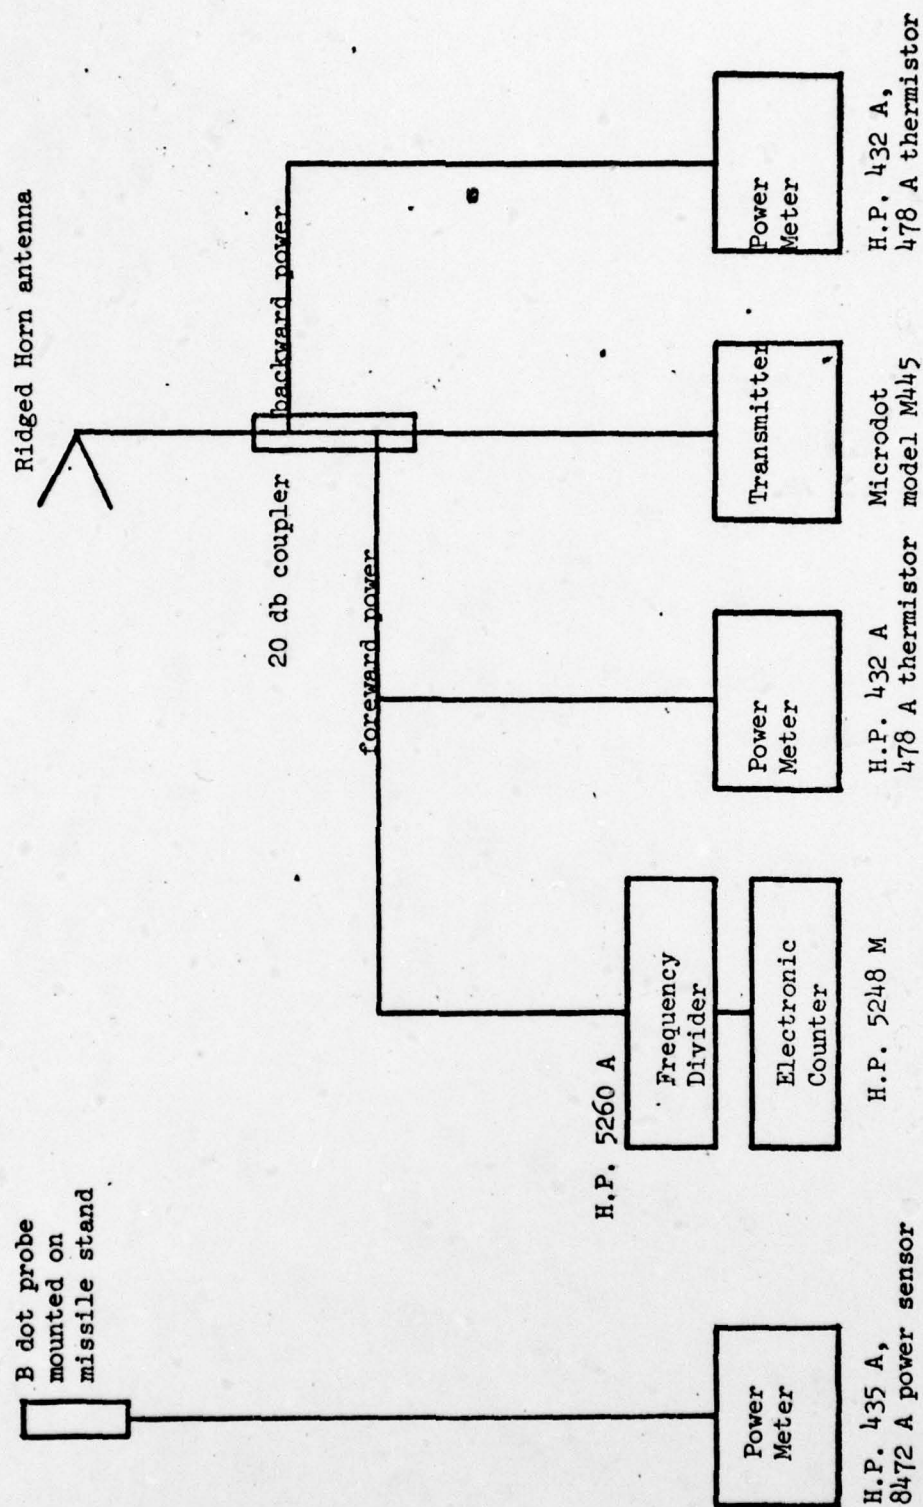 B dot probe
mounted on
missile stand
Ridged Horn antenna
20 db coupler
backward power
foreward power
H.P. 5260 A
Frequency
Divider
Electronic
Counter
H.P. 5248 M
Power
Meter
H.P. 435 A,
8472 A power sensor
Power
Meter
H.P. 432 A
478 A thermistor
Transmitter
Microdot
model M445
Power
Meter
H.P. 432 A,
478 A thermistor